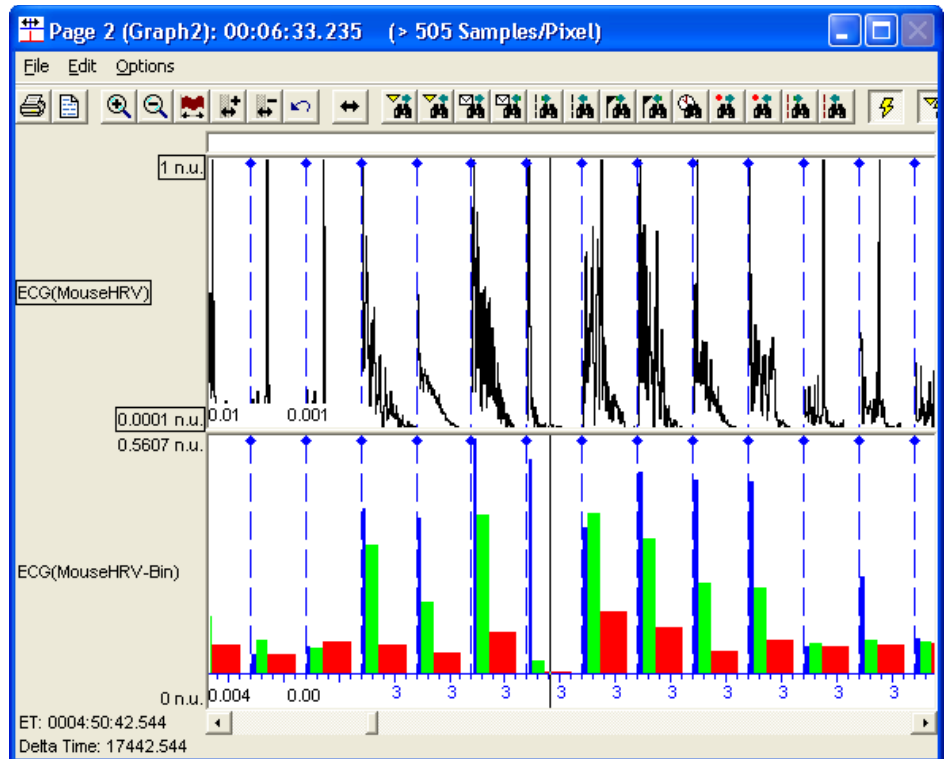 Page 2 (Graph2): 00:06:33.235 (> 505 Samples/Pixel)
File Edit Options
1 n.u.
ECG(MouseHRV)
0.0001 n.u.
0.01 0.001
0.5607 n.u.
ECG(MouseHRV-Bin)
0 n.u.
0.004 0.00 3 3 3 3 3 3 3 3 3
ET: 0004:50:42.544
Delta Time: 17442.544